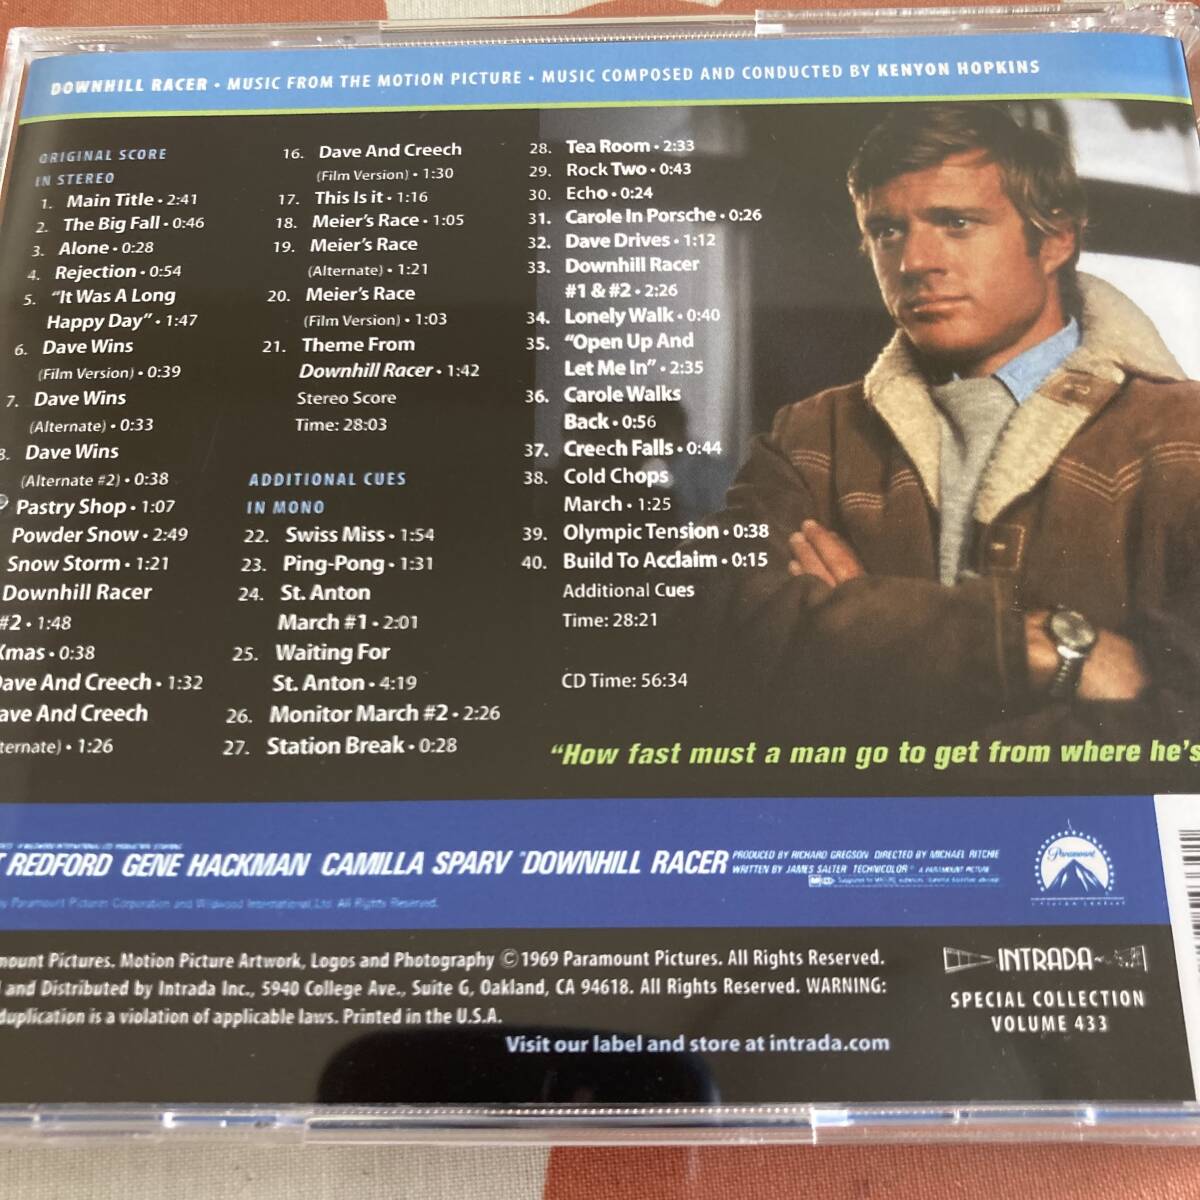 DOWNHILL RACER • MUSIC FROM THE MOTION PICTURE • MUSIC COMPOSED AND CONDUCTED BY KENYON HOPKINS
ORIGINAL SCORE
IN STEREO
1. Main Title • 2:41
2. The Big Fall • 0:46
3. Alone • 0:28
4. Rejection • 0:54
5. “It Was A Long
Happy Day” • 1:47
6. Dave Wins
(Film Version) • 0:39
7. Dave Wins
(Alternate) • 0:33
8. Dave Wins
(Alternate #2) • 0:38
Pastry Shop • 1:07
Powder Snow • 2:49
Snow Storm • 1:21
Downhill Racer
#2 • 1:48
Xmas • 0:38
Dave And Creech • 1:32
Dave And Creech
ternate) • 1:26
16. Dave And Creech
(Film Version) • 1:30
17. This Is it • 1:16
18. Meier’s Race • 1:05
19. Meier’s Race
(Alternate) • 1:21
20. Meier’s Race
(Film Version) • 1:03
21. Theme From
Downhill Racer • 1:42
Stereo Score
Time: 28:03
ADDITIONAL CUES
IN MONO
22. Swiss Miss • 1:54
23. Ping-Pong • 1:31
24. St. Anton
March #1 • 2:01
25. Waiting For
St. Anton • 4:19
26. Monitor March #2 • 2:26
27. Station Break • 0:28
28. Tea Room • 2:33
29. Rock Two • 0:43
30. Echo • 0:24
31. Carole In Porsche • 0:26
32. Dave Drives • 1:12
33. Downhill Racer
#1 & #2 • 2:26
34. Lonely Walk • 0:40
35. “Open Up And
Let Me In” • 2:35
36. Carole Walks
Back • 0:56
37. Creech Falls • 0:44
38. Cold Chops
March • 1:25
39. Olympic Tension • 0:38
40. Build To Acclaim • 0:15
Additional Cues
Time: 28:21
CD Time: 56:34
“How fast must a man go to get from where he’s
T REDFORD GENE HACKMAN CAMILLA SPARV “DOWNHILL RACER
PRODUCED BY RICHARD GREGSON DIRECTED BY MICHAEL RITCHIE
WRITTEN BY JAMES SALTER TECHNICOLOR® A PARAMOUNT PICTURE
Paramount
by Paramount Pictures Corporation and Wildwood International, Ltd. All Rights Reserved.
mount Pictures. Motion Picture Artwork, Logos and Photography ©1969 Paramount Pictures. All Rights Reserved.
and Distributed by Intrada Inc., 5940 College Ave., Suite G, Oakland, CA 94618. All Rights Reserved. WARNING:
duplication is a violation of applicable laws. Printed in the U.S.A.
Visit our label and store at intrada.com
INTRADA
SPECIAL COLLECTION
VOLUME 433